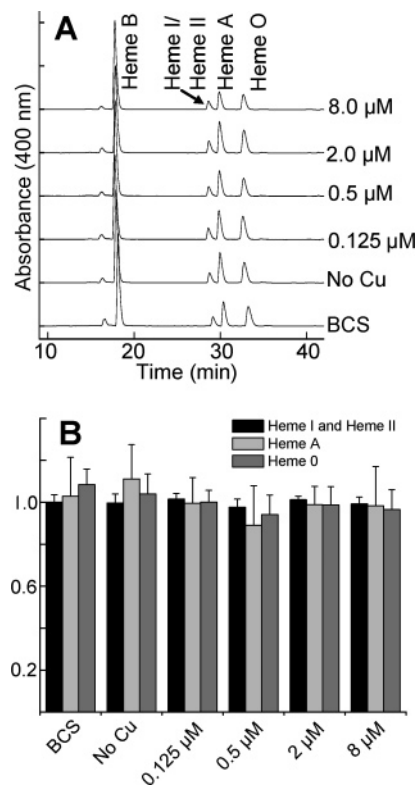 A
Absorbance (400 nm)
Heme B
Heme I/
Heme II
Heme A
Heme O
8.0 µM
2.0 µM
0.5 µM
0.125 µM
No Cu
BCS
10 20 30 40
Time (min)
B
Heme I and Heme II
Heme A
Heme 0
1.0
0.6
0.2
BCS
No Cu
0.125 µM
0.5 µM
2 µM
8 µM